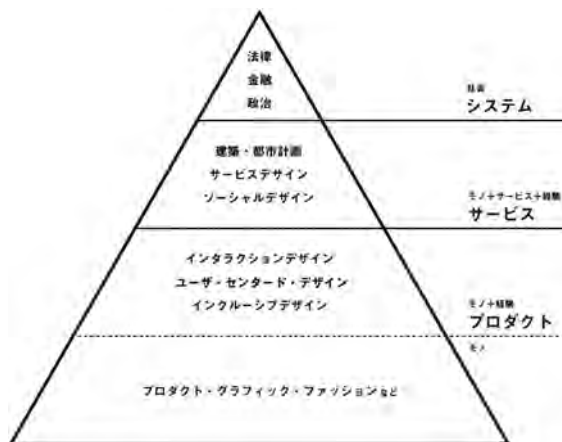 法律
金融
政治
システム
建築・都市計画
サービスデザイン
ソーシャルデザイン
モノ+サービス+経験
サービス
インタラクションデザイン
ユーザ・センタード・デザイン
インクルーシブデザイン
モノ+経験
プロダクト
モノ
プロダクト・グラフィック・ファッションなど